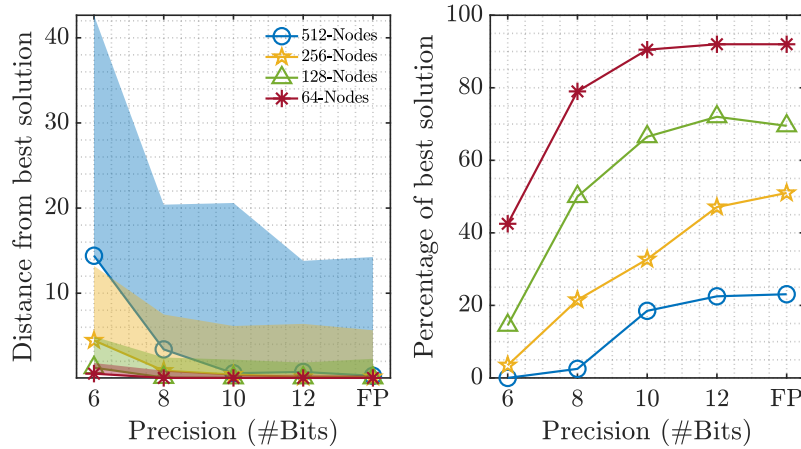 40
30
20
10
6
8
10
12
FP
Distance from best solution
Precision (#Bits)
512-Nodes
256-Nodes
128-Nodes
64-Nodes
100
80
60
40
20
0
6
8
10
12
FP
Percentage of best solution
Precision (#Bits)